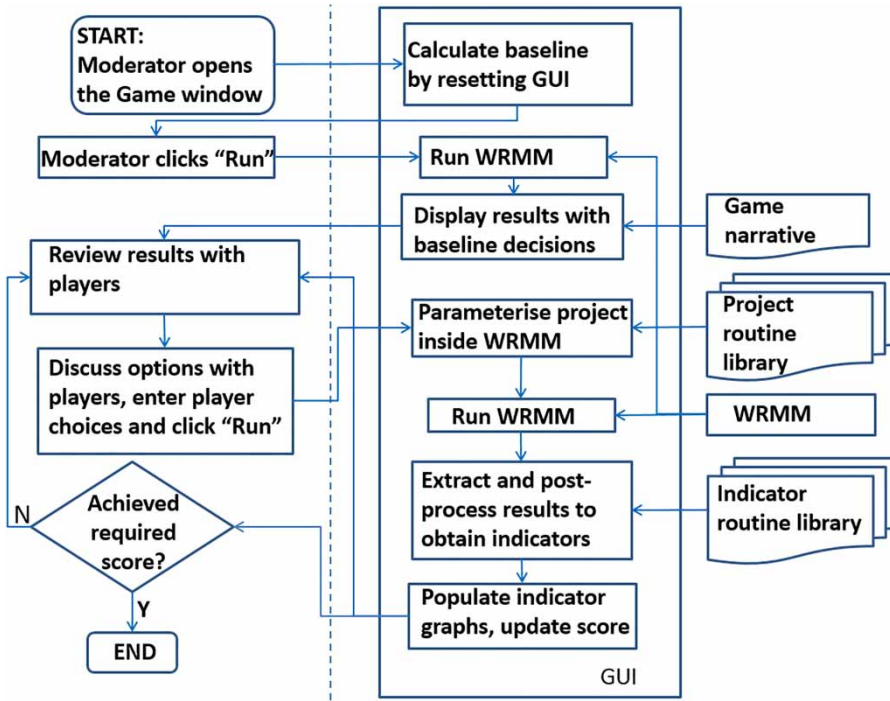 START:
Moderator opens
the Game window
Calculate baseline
by resetting GUI
Moderator clicks “Run”
Run WRMM
Display results with
baseline decisions
Game
narrative
Review results with
players
Parameterise project
inside WRMM
Project
routine
library
Discuss options with
players, enter player
choices and click “Run”
Run WRMM
WRMM
Achieved
required
score?
N
Y
END
Extract and post-
process results to
obtain indicators
Indicator
routine library
Populate indicator
graphs, update score
GUI